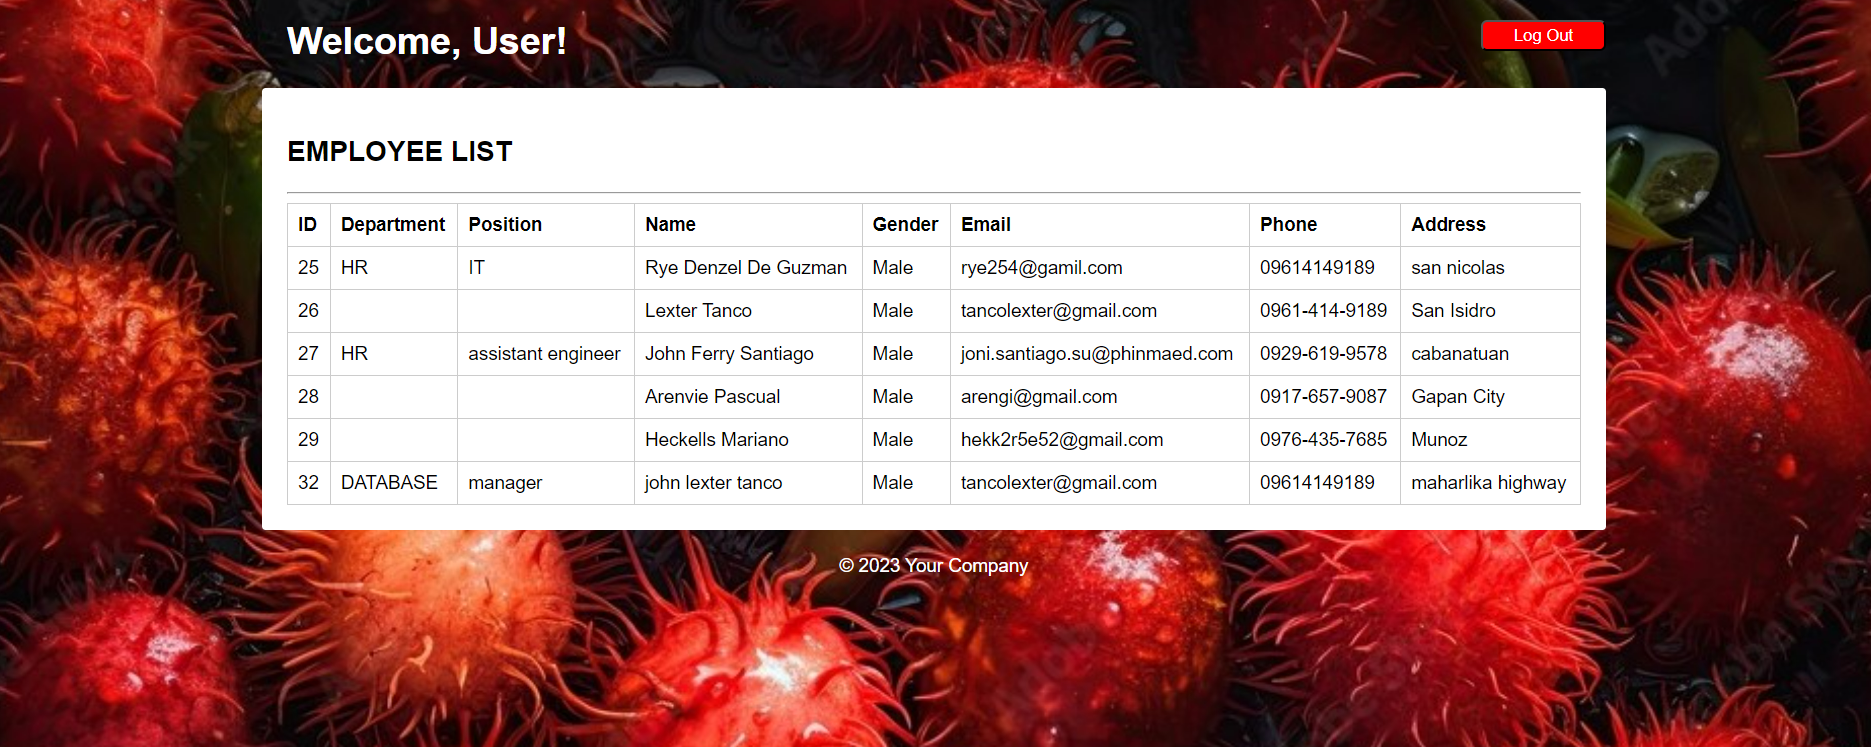 Welcome, User!
Log Out
EMPLOYEE LIST
ID Department Position Name Gender Email Phone Address
25 HR IT Rye Denzel De Guzman Male rye254@gamil.com 09614149189 san nicolas
26 Lexter Tanco Male tancolexter@gmail.com 0961-414-9189 San Isidro
27 HR assistant engineer John Ferry Santiago Male joni.santiago.su@phinmaed.com 0929-619-9578 cabanatuan
28 Arenvie Pascual Male arengi@gmail.com 0917-657-9087 Gapan City
29 Heckells Mariano Male hekk2r5e52@gmail.com 0976-435-7685 Munoz
32 DATABASE manager john lexter tanco Male tancolexter@gmail.com 09614149189 maharlika highway
© 2023 Your Company